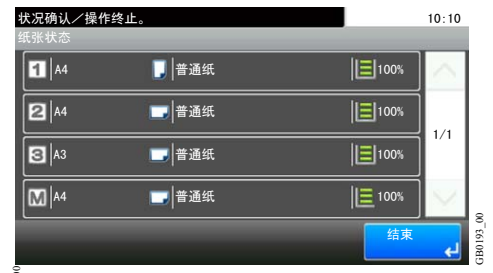 状况确认／操作终止。 10:10
纸张状态
1 A4 普通纸 100%
2 A4 普通纸 100%
3 A3 普通纸 100%
M A4 普通纸 100%
1/1
结束
GB0193_00